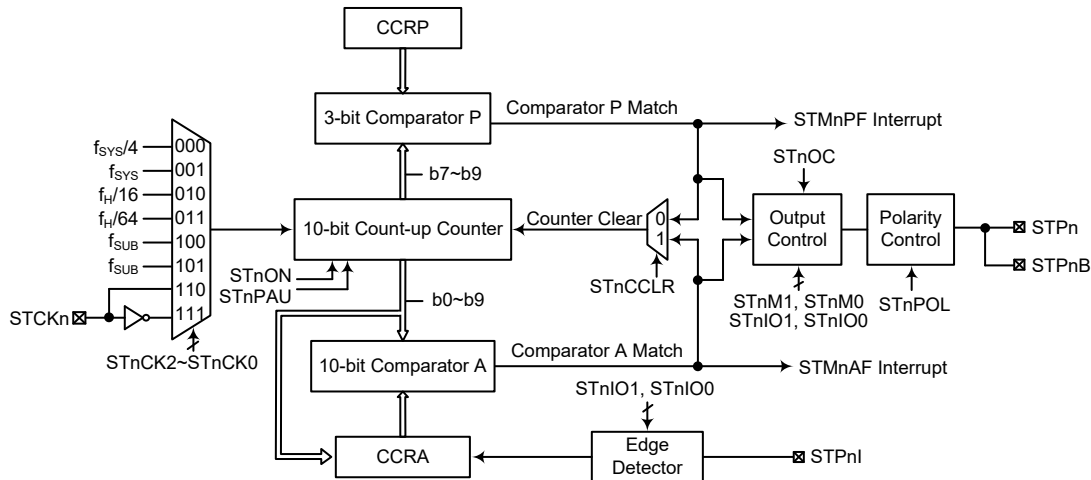 CCRP
3-bit Comparator P
Comparator P Match
STMnPF Interrupt
b7~b9
fSYS/4
fSYS
fH/16
fH/64
fSUB
fSUB
000
001
010
011
100
101
110
111
STCKn
STnCK2~STnCK0
10-bit Count-up Counter
STnON
STnPAU
Counter Clear
0
1
STnCCLR
STnOC
Output
Control
STnM1, STnM0
STnIO1, STnIO0
Polarity
Control
STnPOL
STPn
STPnB
b0~b9
10-bit Comparator A
Comparator A Match
STMnAF Interrupt
STnIO1, STnIO0
CCRA
Edge
Detector
STPnI